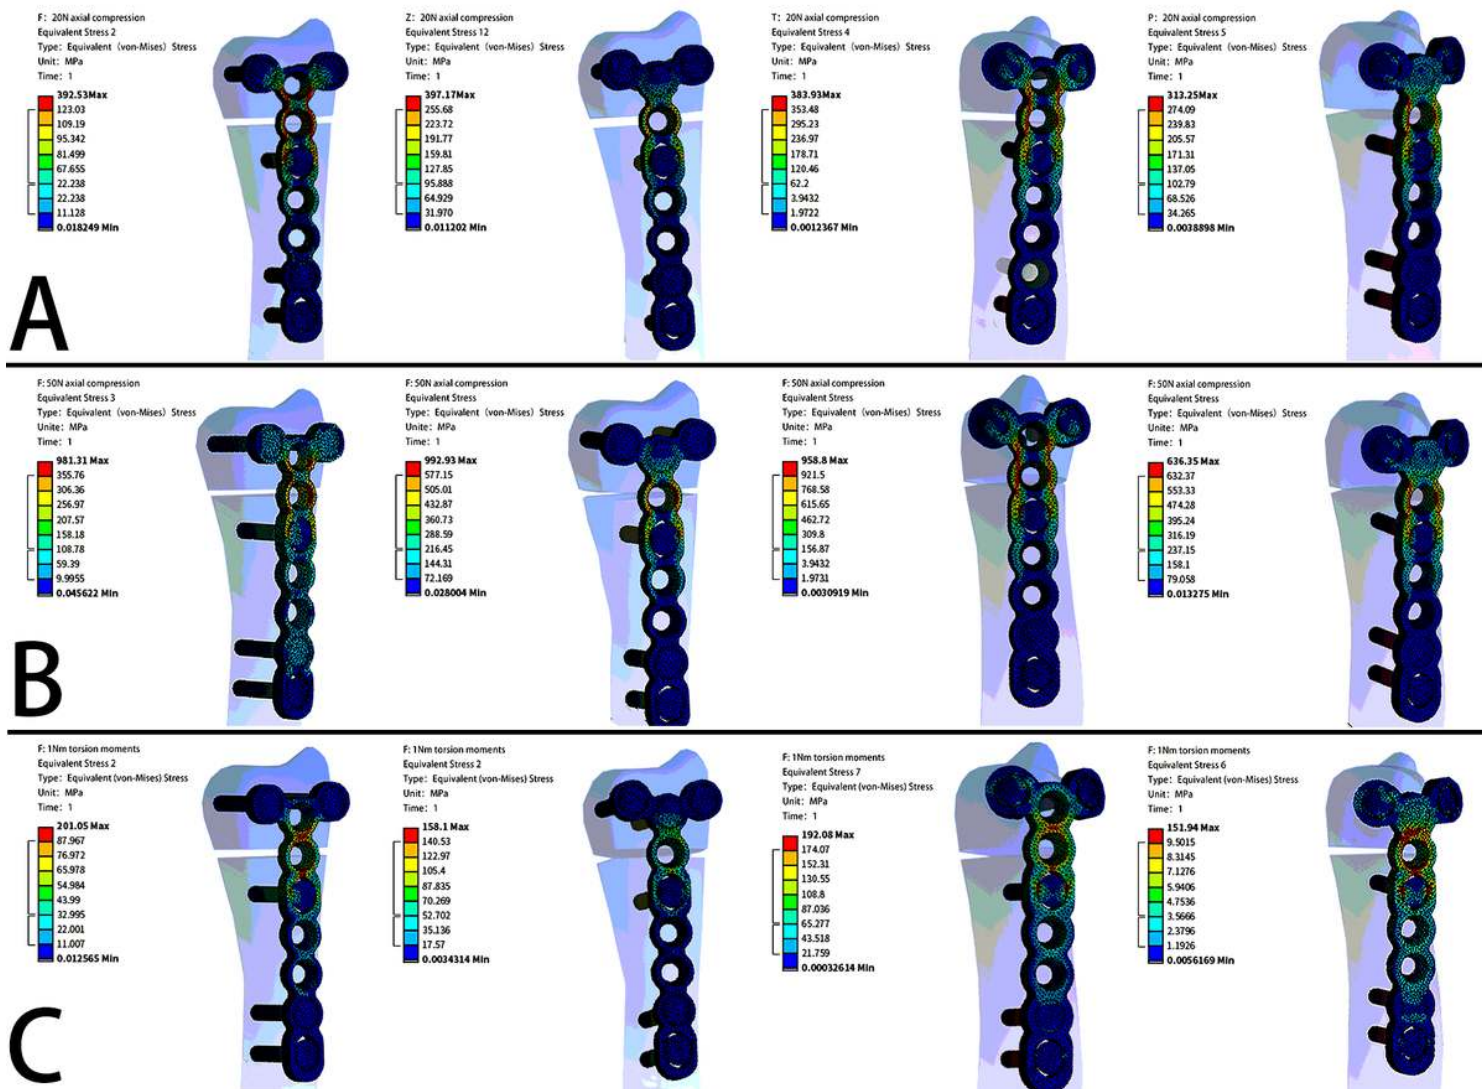 F: 20N axial compression
Equivalent Stress 2
Type: Equivalent (von-Mises) Stress
Unit: MPa
Time: 1
392.53Max
123.03
109.19
95.342
81.499
67.655
22.238
22.238
11.128
0.018249 Min
Z: 20N axial compression
Equivalent Stress 12
Type: Equivalent (von-Mises) Stress
Unit: MPa
Time: 1
397.17Max
255.68
223.72
191.77
159.81
127.85
95.888
64.929
31.970
0.011202 Min
T: 20N axial compression
Equivalent Stress 4
Type: Equivalent (von-Mises) Stress
Unit: MPa
Time: 1
383.93Max
353.48
295.23
236.97
178.71
120.46
62.2
3.9432
1.9722
0.0012367 Min
P: 20N axial compression
Equivalent Stress 5
Type: Equivalent (von-Mises) Stress
Unit: MPa
Time: 1
313.25Max
274.09
239.83
205.57
171.31
137.05
102.79
68.526
34.265
0.0038898 Min
A
F: 50N axial compression
Equivalent Stress 3
Type: Equivalent (von-Mises) Stress
Unite: MPa
Time: 1
981.31 Max
355.76
306.36
256.97
207.57
158.18
108.78
59.39
9.9955
0.045622 Min
F: 50N axial compression
Equivalent Stress
Type: Equivalent (von-Mises) Stress
Unite: MPa
Time: 1
992.93 Max
577.15
505.01
432.87
360.73
288.59
216.45
144.31
72.169
0.028004 Min
F: 50N axial compression
Equivalent Stress
Type: Equivalent (von-Mises) Stress
Unite: MPa
Time: 1
958.8 Max
921.5
768.58
615.65
462.72
309.8
156.87
3.9432
1.9731
0.0030919 Min
F: 50N axial compression
Equivalent Stress
Type: Equivalent (von-Mises) Stress
Unite: MPa
Time: 1
636.35 Max
632.37
553.33
474.28
395.24
316.19
237.15
158.1
79.058
0.013275 Min
B
F: 1Nm torsion moments
Equivalent Stress 2
Type: Equivalent (von-Mises) Stress
Unit: MPa
Time: 1
201.05 Max
87.967
76.972
65.978
54.984
43.99
32.995
22.001
11.007
0.012565 Min
F: 1Nm torsion moments
Equivalent Stress 2
Type: Equivalent (von-Mises) Stress
Unit: MPa
Time: 1
158.1 Max
140.53
122.97
105.4
87.835
70.269
52.702
35.136
17.57
0.0034314 Min
F: 1Nm torsion moments
Equivalent Stress 7
Type: Equivalent (von-Mises) Stress
Unit: MPa
Time: 1
192.08 Max
174.07
152.31
130.55
108.8
87.036
65.277
43.518
21.759
0.00032614 Min
F: 1Nm torsion moments
Equivalent Stress 6
Type: Equivalent (von-Mises) Stress
Unit: MPa
Time: 1
151.94 Max
9.5015
8.3145
7.1276
5.9406
4.7536
3.5666
2.3796
1.1926
0.0056169 Min
C